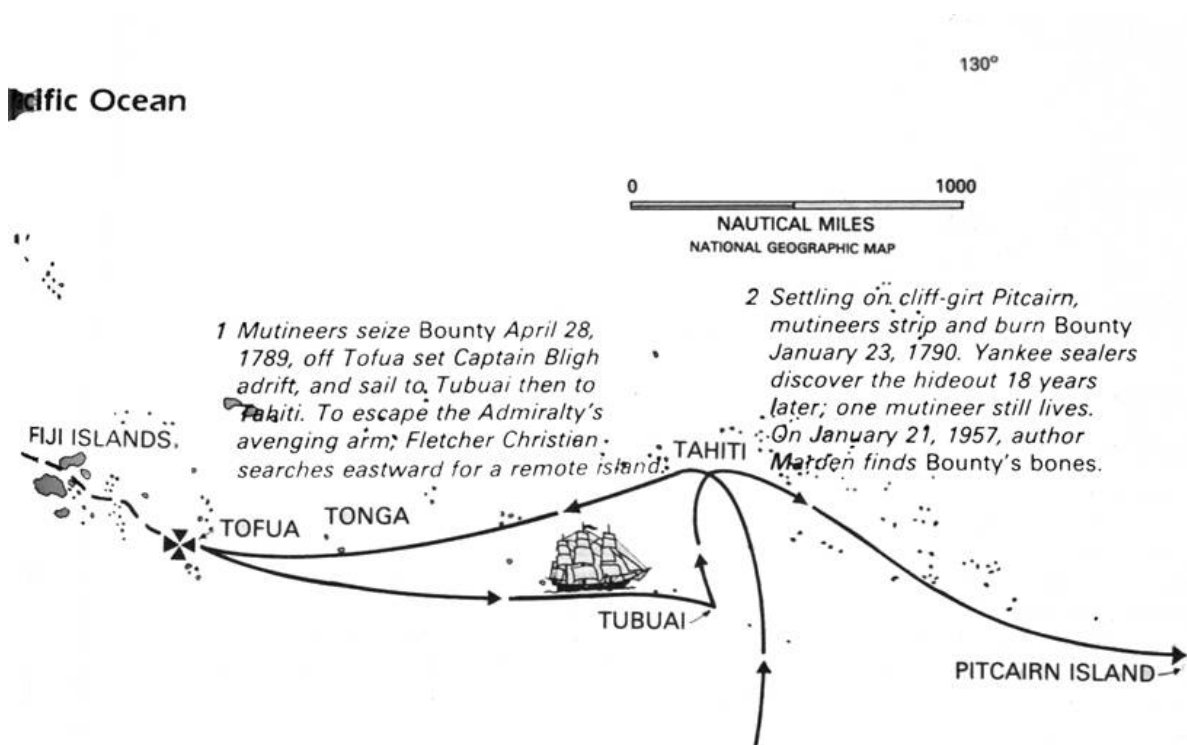 cific Ocean
130°
0 1000
NAUTICAL MILES
NATIONAL GEOGRAPHIC MAP
1 Mutineers seize Bounty April 28,
1789, off Tofua set Captain Bligh
adrift, and sail to Tubuai then to
Tahiti. To escape the Admiralty's
avenging arm, Fletcher Christian
searches eastward for a remote island.
2 Settling on cliff-girt Pitcairn,
mutineers strip and burn Bounty
January 23, 1790. Yankee sealers
discover the hideout 18 years
later; one mutineer still lives.
On January 21, 1957, author
Marden finds Bounty's bones.
FIJI ISLANDS
TAHITI
TOFUA
TONGA
TUBUAI
PITCAIRN ISLAND